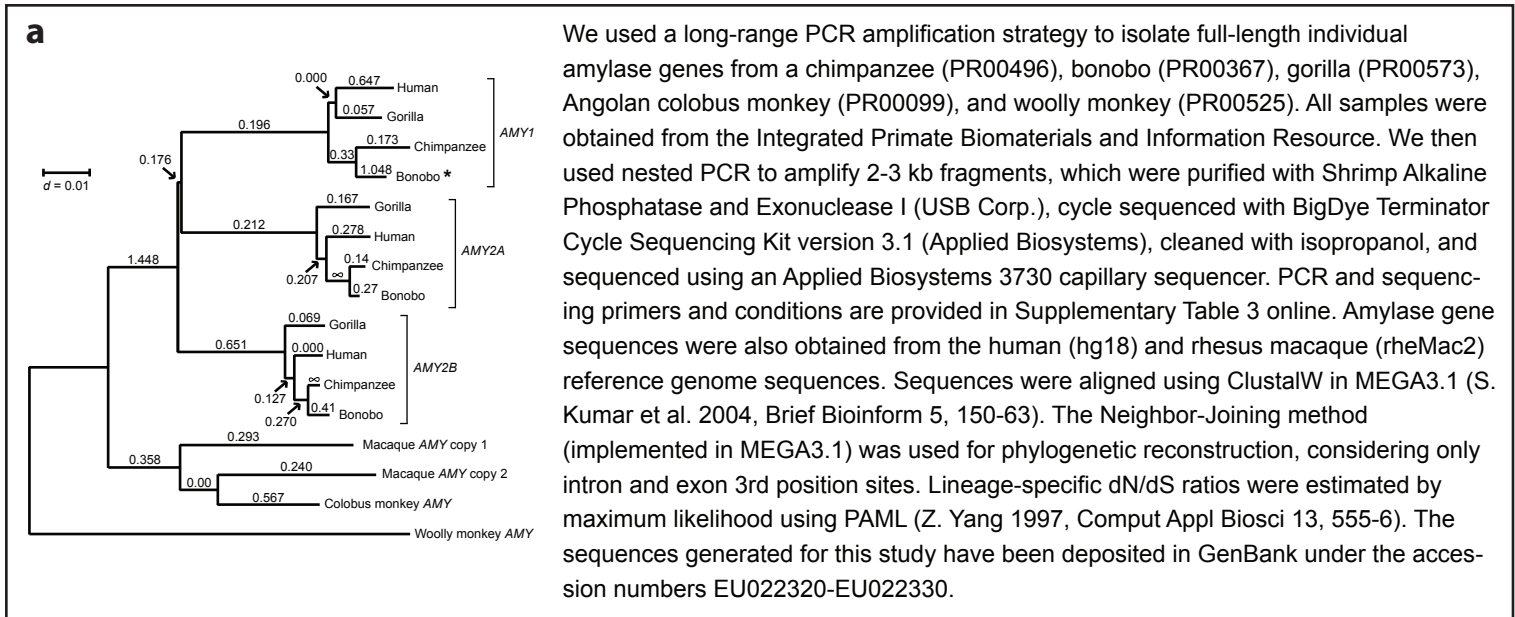 a
0.000
0.647
Human
0.057
Gorilla
0.196
AMY1
0.173
Chimpanzee
0.33
1.048
Bonobo *
0.176
d = 0.01
0.167
Gorilla
0.212
0.278
Human
AMY2A
0.14
Chimpanzee
∞
0.207
0.27
Bonobo
1.448
0.069
Gorilla
0.651
0.000
Human
AMY2B
∞
Chimpanzee
0.127
0.41
Bonobo
0.270
0.293
Macaque AMY copy 1
0.358
0.240
Macaque AMY copy 2
0.00
0.567
Colobus monkey AMY
Woolly monkey AMY
We used a long-range PCR amplification strategy to isolate full-length individual
amylase genes from a chimpanzee (PR00496), bonobo (PR00367), gorilla (PR00573),
Angolan colobus monkey (PR00099), and woolly monkey (PR00525). All samples were
obtained from the Integrated Primate Biomaterials and Information Resource. We then
used nested PCR to amplify 2-3 kb fragments, which were purified with Shrimp Alkaline
Phosphatase and Exonuclease I (USB Corp.), cycle sequenced with BigDye Terminator
Cycle Sequencing Kit version 3.1 (Applied Biosystems), cleaned with isopropanol, and
sequenced using an Applied Biosystems 3730 capillary sequencer. PCR and sequenc-
ing primers and conditions are provided in Supplementary Table 3 online. Amylase gene
sequences were also obtained from the human (hg18) and rhesus macaque (rheMac2)
reference genome sequences. Sequences were aligned using ClustalW in MEGA3.1 (S.
Kumar et al. 2004, Brief Bioinform 5, 150-63). The Neighbor-Joining method
(implemented in MEGA3.1) was used for phylogenetic reconstruction, considering only
intron and exon 3rd position sites. Lineage-specific dN/dS ratios were estimated by
maximum likelihood using PAML (Z. Yang 1997, Comput Appl Biosci 13, 555-6). The
sequences generated for this study have been deposited in GenBank under the acces-
sion numbers EU022320-EU022330.